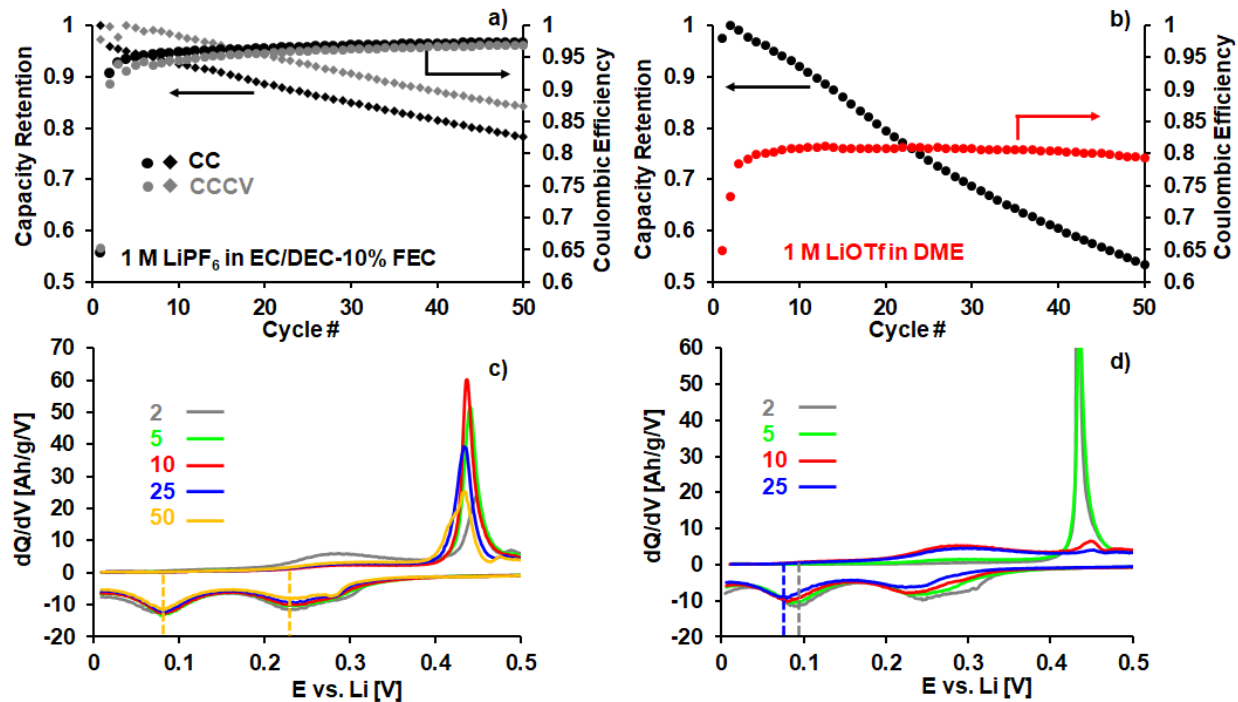 a)
Capacity Retention
1
0.9
0.8
0.7
0.6
0.5
1
0.95
0.9
0.85
0.8
0.75
0.7
0.65
0.6
Coulombic Efficiency
CC
CCCV
1 M LiPF6 in EC/DEC-10% FEC
0 10 20 30 40 50
Cycle #
b)
Capacity Retention
1
0.9
0.8
0.7
0.6
0.5
1
0.95
0.9
0.85
0.8
0.75
0.7
0.65
0.6
Coulombic Efficiency
1 M LiOTf in DME
0 10 20 30 40 50
Cycle #
c)
dQ/dV [Ah/g/V]
70
60
50
40
30
20
10
0
-10
-20
2
5
10
25
50
0 0.1 0.2 0.3 0.4 0.5
E vs. Li [V]
d)
dQ/dV [Ah/g/V]
60
50
40
30
20
10
0
-10
-20
2
5
10
25
0 0.1 0.2 0.3 0.4 0.5
E vs. Li [V]